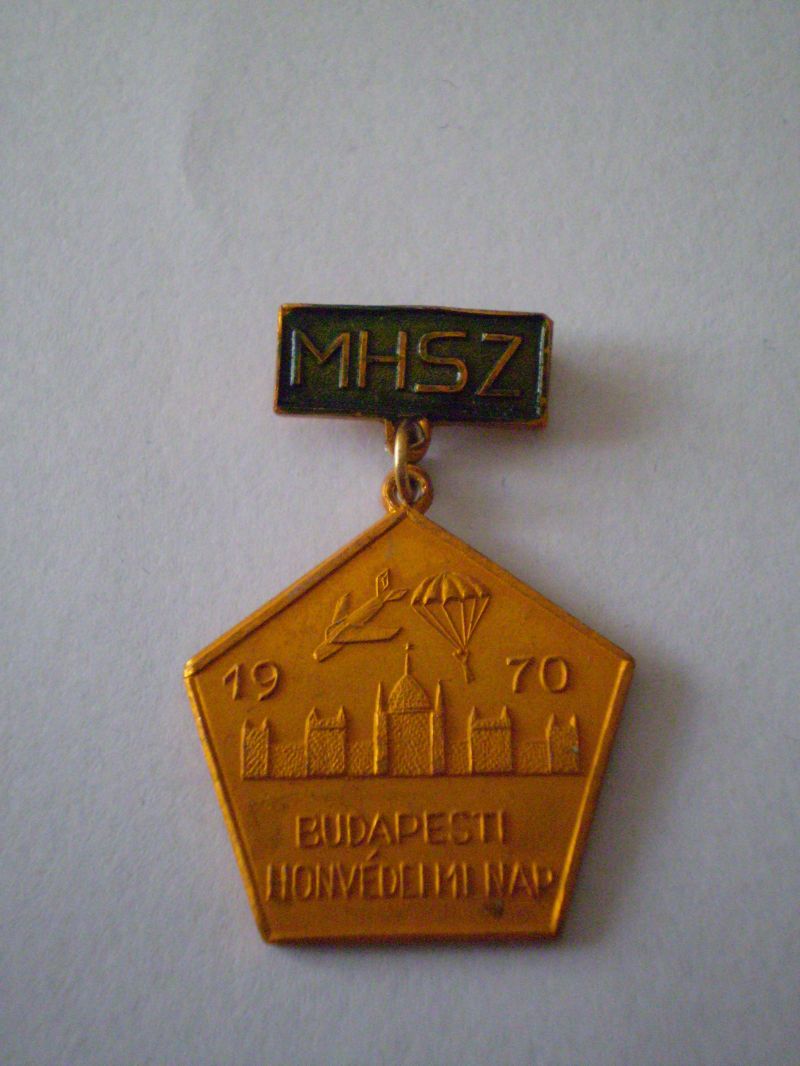 MHSZ
19 70
BUDAPESTI
HONVÉDELMI NAP